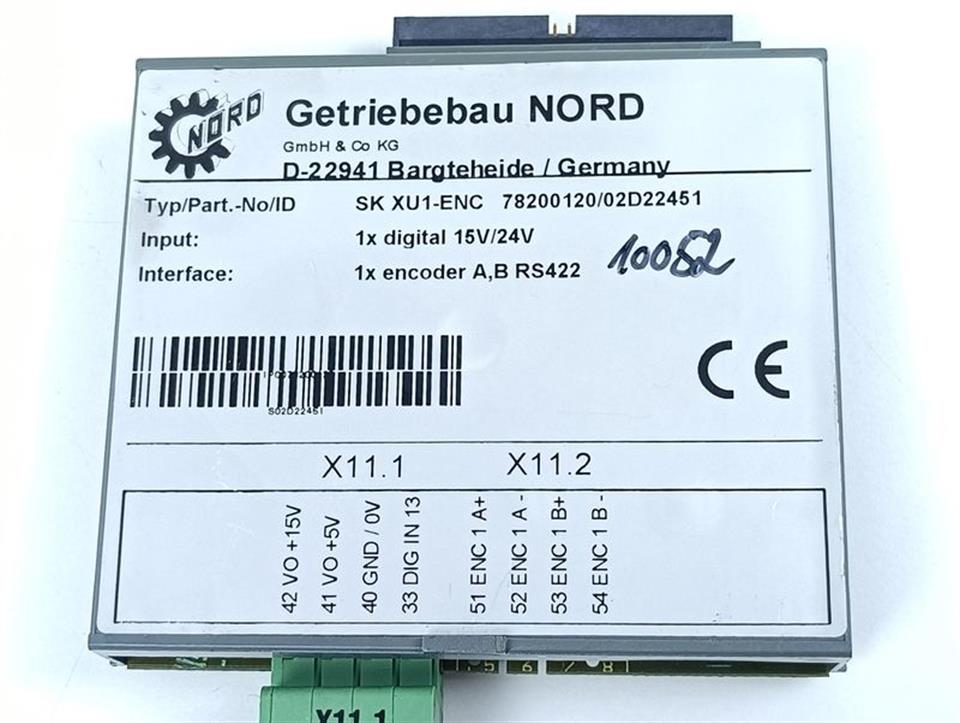 NORD
Getriebebau NORD
GmbH & Co KG
D-22941 Bargteheide / Germany
Typ/Part.-No/ID SK XU1-ENC 78200120/02D22451
Input: 1x digital 15V/24V
Interface: 1x encoder A,B RS422
10052
S02D22451
CE
X11.1 X11.2
42 VO +15V
41 VO +5V
40 GND / 0V
33 DIG IN 13
51 ENC 1 A+
52 ENC 1 A -
53 ENC 1 B+
54 ENC 1 B -
5 6 7 8
X11.1